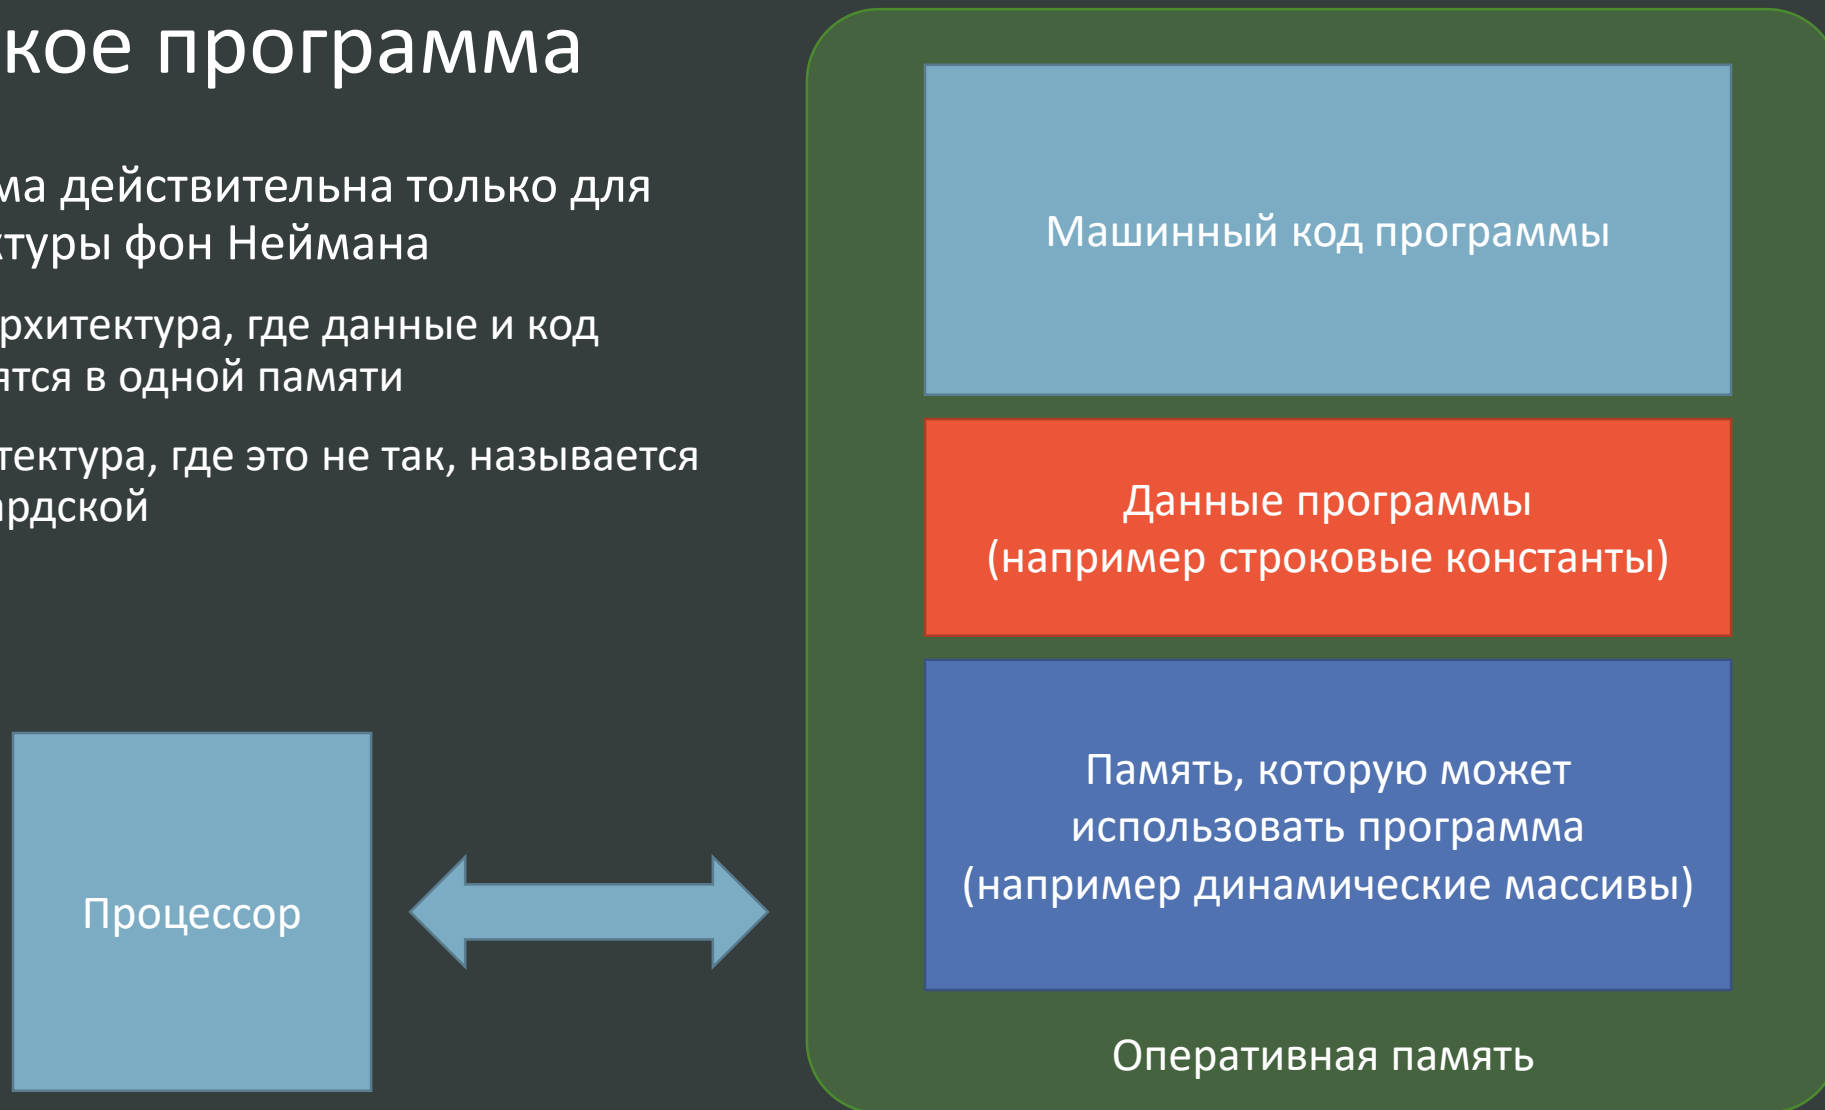 кое программа
ма действительна только для
ктуры фон Неймана
рхитектура, где данные и код
ятся в одной памяти
тектура, где это не так, называется
ардской
Машинный код программы
Данные программы
(например строковые константы)
Память, которую может
использовать программа
(например динамические массивы)
Процессор
Оперативная память